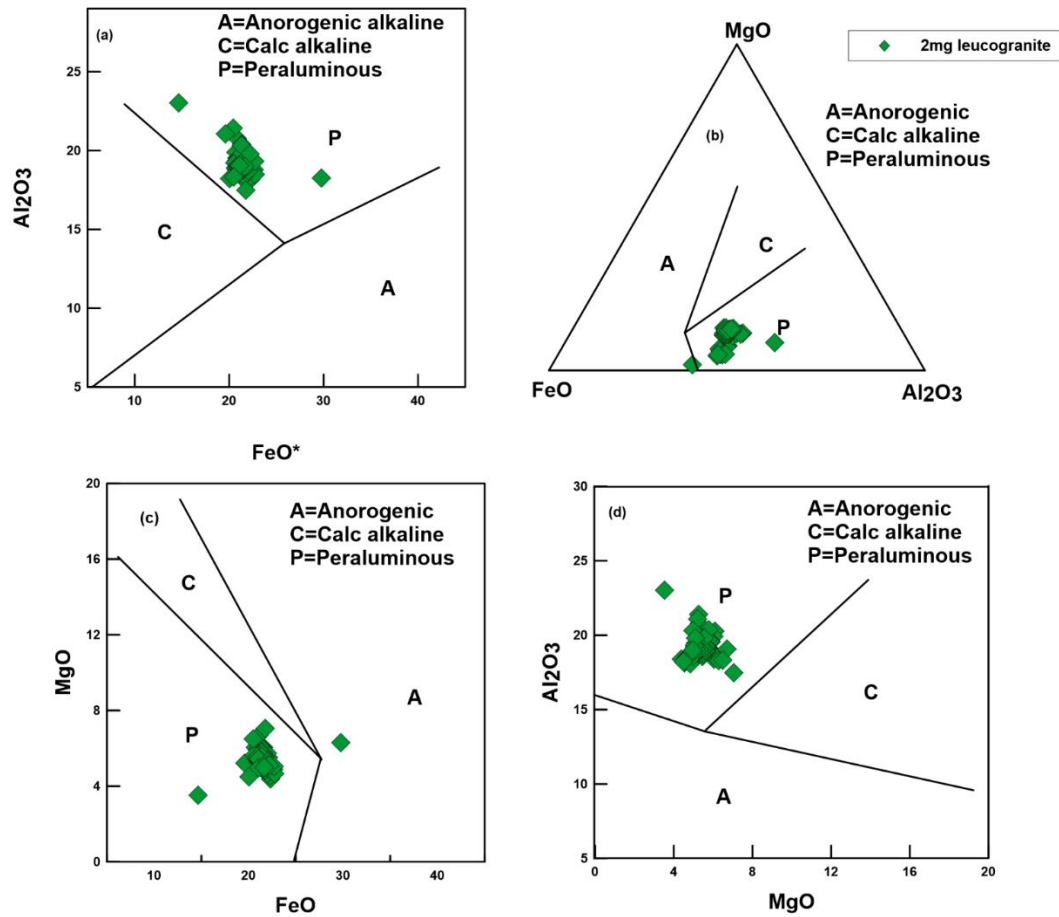 (a)
A=Anorogenic alkaline
C=Calc alkaline
P=Peraluminous
25
20
15
10
5
Al2O3
P
C
A
10 20 30 40
FeO*
MgO
2mg leucogranite
(b)
A=Anorogenic
C=Calc alkaline
P=Peraluminous
A
C
P
FeO
Al2O3
20
16
12
8
4
0
MgO
(c)
A=Anorogenic
C=Calc alkaline
P=Peraluminous
C
P
A
10 20 30 40
FeO
30
25
20
15
10
5
Al2O3
(d)
A=Anorogenic
C=Calc alkaline
P=Peraluminous
P
C
A
0 4 8 12 16 20
MgO